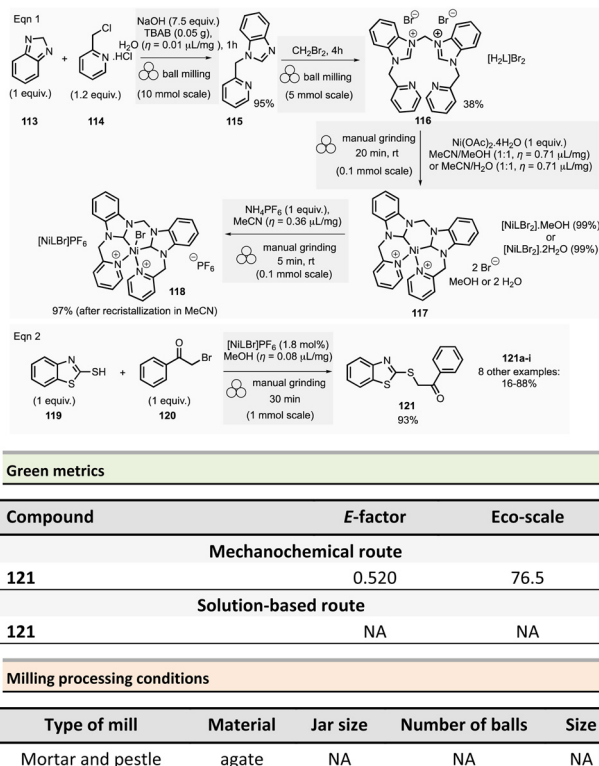 Eqn 1
NaOH (7.5 equiv.)
TBAB (0.05 g),
H2O (η = 0.01 µL/mg ), 1h
ball milling
(10 mmol scale)
CH2Br2, 4h
ball milling
(5 mmol scale)
N
N
+
Cl
N
.HCl
(1 equiv.)
(1.2 equiv.)
113
114
N
N
N
95%
115
Br⊖ Br⊖
N N
N N
N N
[H2L]Br2
38%
116
manual grinding
20 min, rt
(0.1 mmol scale)
Ni(OAc)2.4H2O (1 equiv.)
MeCN/MeOH (1:1, η = 0.71 µL/mg)
or MeCN/H2O (1:1, η = 0.71 µL/mg)
NH4PF6 (1 equiv.),
MeCN (η = 0.36 µL/mg)
manual grinding
5 min, rt
(0.1 mmol scale)
[NiLBr]PF6
N N
Br
N N
Ni
N N
⊖PF6
118
97% (after recristallization in MeCN)
N N
N N
Ni
N N
[NiLBr2].MeOH (99%)
or
[NiLBr2].2H2O (99%)
2 Br⊖
MeOH or 2 H2O
117
Eqn 2
N
S
SH
+
O
Br
(1 equiv.)
(1 equiv.)
119
120
[NiLBr]PF6 (1.8 mol%)
MeOH (η = 0.08 µL/mg)
manual grinding
30 min
(1 mmol scale)
N
S
S
O
121
93%
121a-i
8 other examples:
16-88%
Green metrics
Compound E-factor Eco-scale
Mechanochemical route
121 0.520 76.5
Solution-based route
121 NA NA
Milling processing conditions
Type of mill Material Jar size Number of balls Size
Mortar and pestle agate NA NA NA